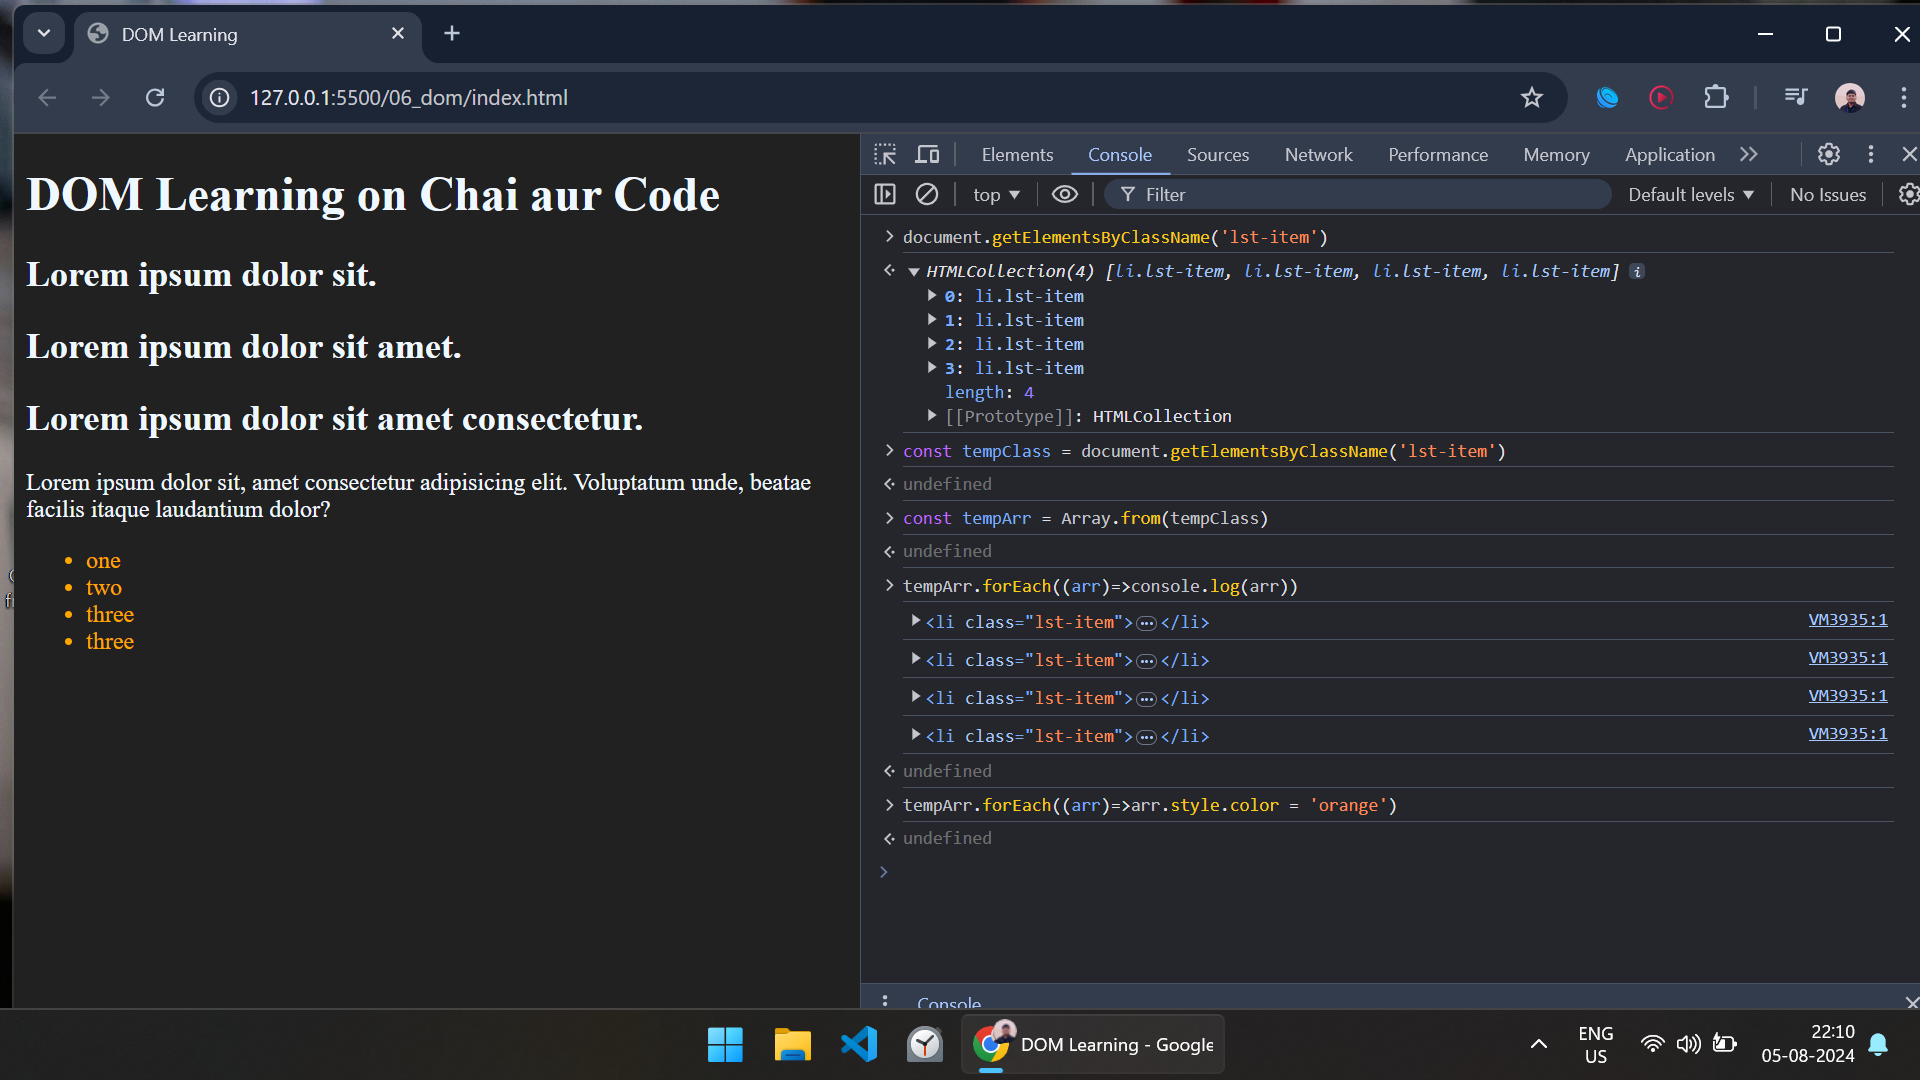 DOM Learning
127.0.0.1:5500/06_dom/index.html
DOM Learning on Chai aur Code
Lorem ipsum dolor sit.
Lorem ipsum dolor sit amet.
Lorem ipsum dolor sit amet consectetur.
Lorem ipsum dolor sit, amet consectetur adipisicing elit. Voluptatum unde, beatae
facilis itaque laudantium dolor?
one
two
three
three
Elements Console Sources Network Performance Memory Application
top Filter Default levels No Issues
document.getElementsByClassName('lst-item')
HTMLCollection(4) [li.lst-item, li.lst-item, li.lst-item, li.lst-item] i
0: li.lst-item
1: li.lst-item
2: li.lst-item
3: li.lst-item
length: 4
[[Prototype]]: HTMLCollection
const tempClass = document.getElementsByClassName('lst-item')
undefined
const tempArr = Array.from(tempClass)
undefined
tempArr.forEach((arr)=>console.log(arr))
<li class="lst-item">…</li> VM3935:1
<li class="lst-item">…</li> VM3935:1
<li class="lst-item">…</li> VM3935:1
<li class="lst-item">…</li> VM3935:1
undefined
tempArr.forEach((arr)=>arr.style.color = 'orange')
undefined
Console
DOM Learning - Google
ENG
US
22:10
05-08-2024